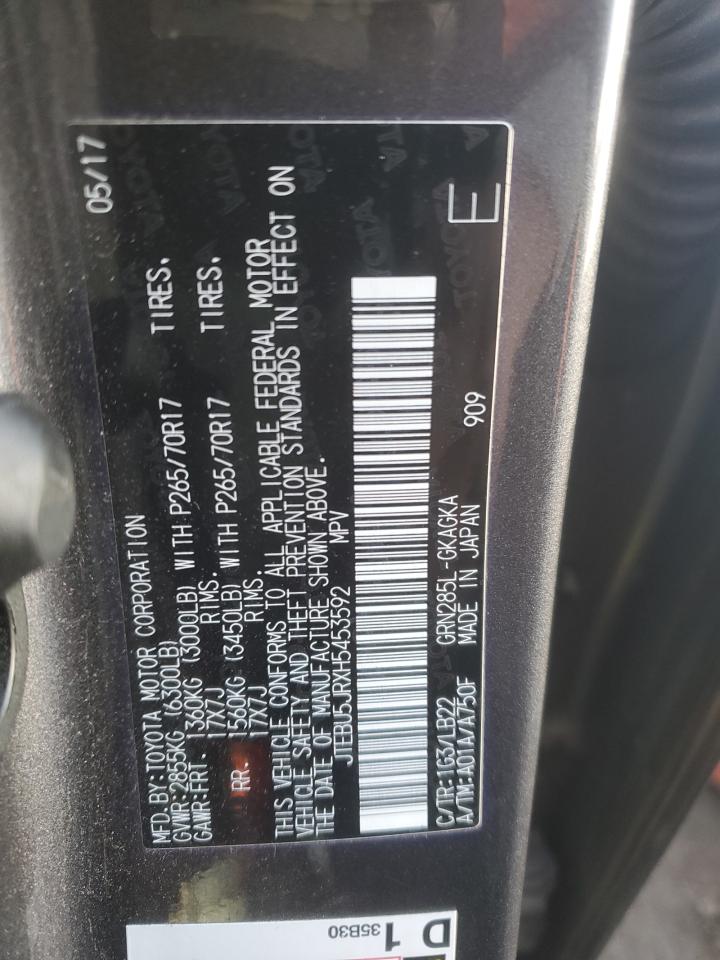 MFD.BY:TOYOTA MOTOR CORPORATION 05/17
GVWR:2855KG (6300LB)
GAWR:FRT. 1360KG (3000LB) WITH P265/70R17 TIRES.
17X7J RIMS.
RR. 1560KG (3450LB) WITH P265/70R17 TIRES.
17X7J RIMS.
THIS VEHICLE CONFORMS TO ALL APPLICABLE FEDERAL MOTOR
VEHICLE SAFETY AND THEFT PREVENTION STANDARDS IN EFFECT ON
THE DATE OF MANUFACTURE SHOWN ABOVE.
JTEBU5JRXH5453592 MPV
C/TR:1G3/LB22 GRN285L-GKAGKA
A/TM:A01A/A750F MADE IN JAPAN 909 E
D1
35B30